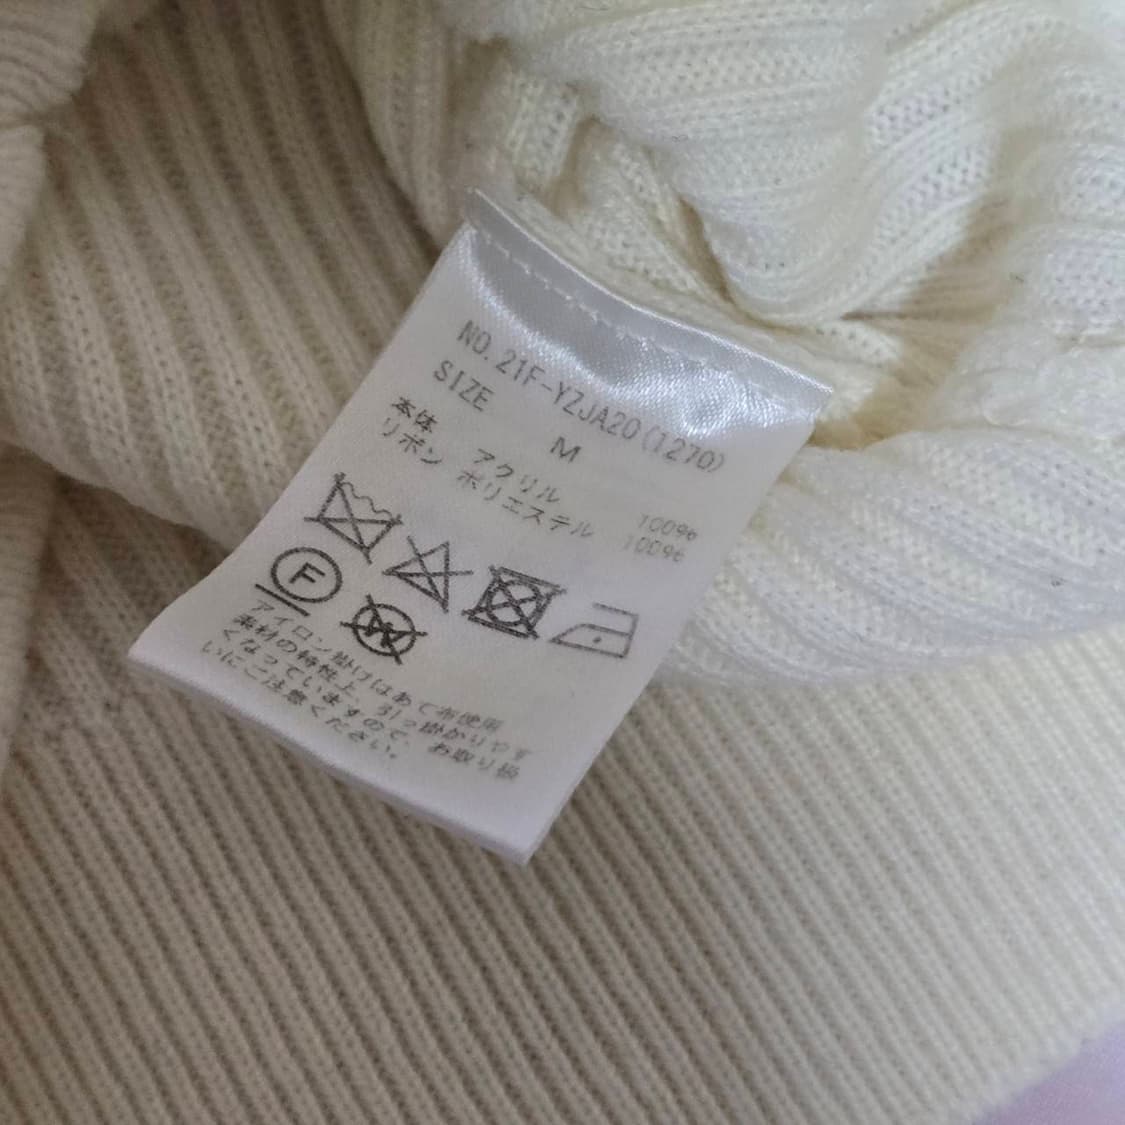 NO. 21F-YZJA20(1270)
SIZE M
本体 アクリル 100%
リボン ポリエステル 100%
F
W
アイロン掛けはあて布使用
素材の特性上、引っ掛かりやす
くなっていますので、お取り扱
いにご注意ください。